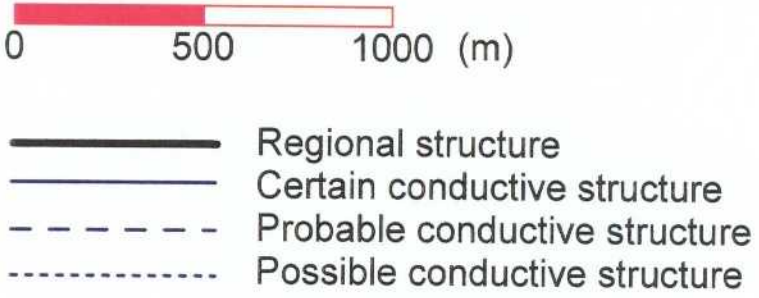 0 500 1000 (m)
Regional structure
Certain conductive structure
Probable conductive structure
Possible conductive structure